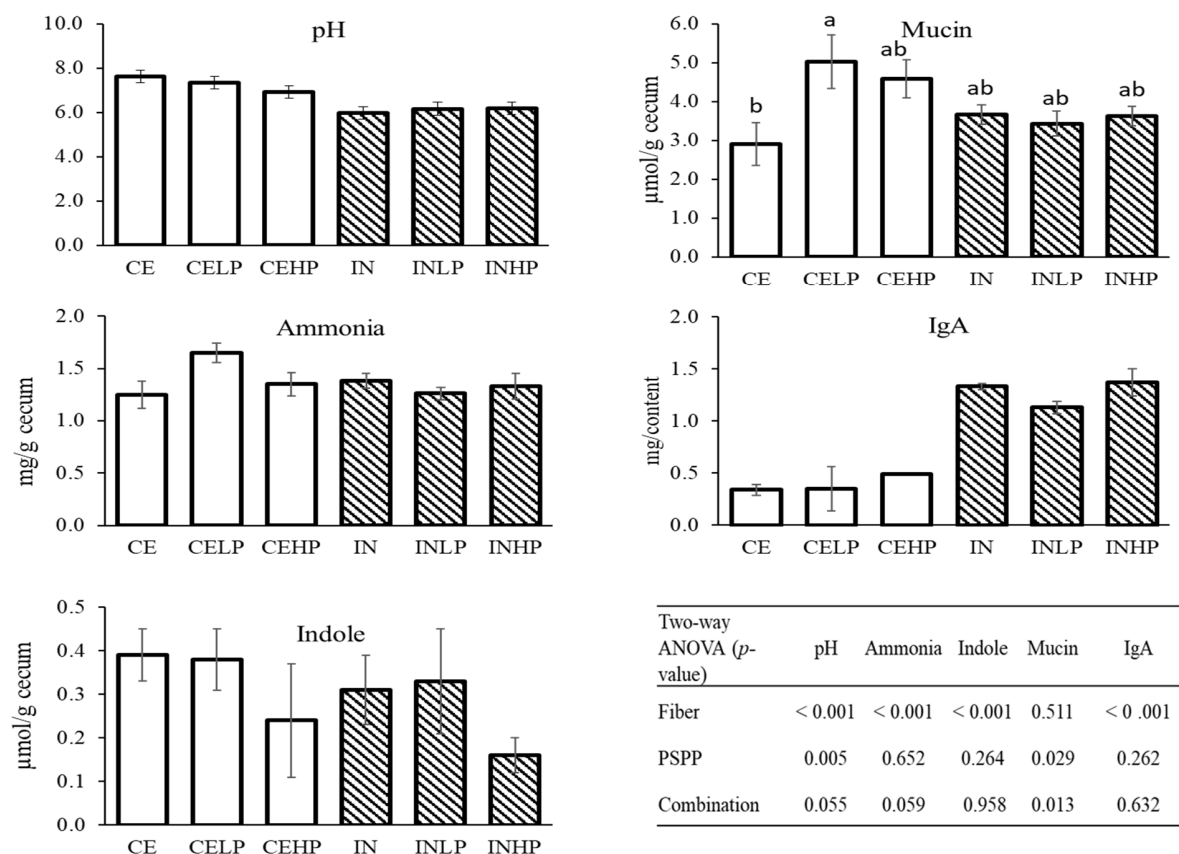 pH
10.0
8.0
6.0
4.0
2.0
0.0
CE CELP CEHP IN INLP INHP
Mucin
µmol/g cecum
6.0
5.0
4.0
3.0
2.0
1.0
0.0
b a ab ab ab ab
CE CELP CEHP IN INLP INHP
Ammonia
mg/g cecum
2.0
1.5
1.0
0.5
0.0
CE CELP CEHP IN INLP INHP
IgA
mg/content
2.0
1.5
1.0
0.5
0.0
CE CELP CEHP IN INLP INHP
Indole
µmol/g cecum
0.5
0.4
0.3
0.2
0.1
0.0
CE CELP CEHP IN INLP INHP
Two-way
ANOVA (p-
value)
pH Ammonia Indole Mucin IgA
Fiber < 0.001 < 0.001 < 0.001 0.511 < 0 .001
PSPP 0.005 0.652 0.264 0.029 0.262
Combination 0.055 0.059 0.958 0.013 0.632